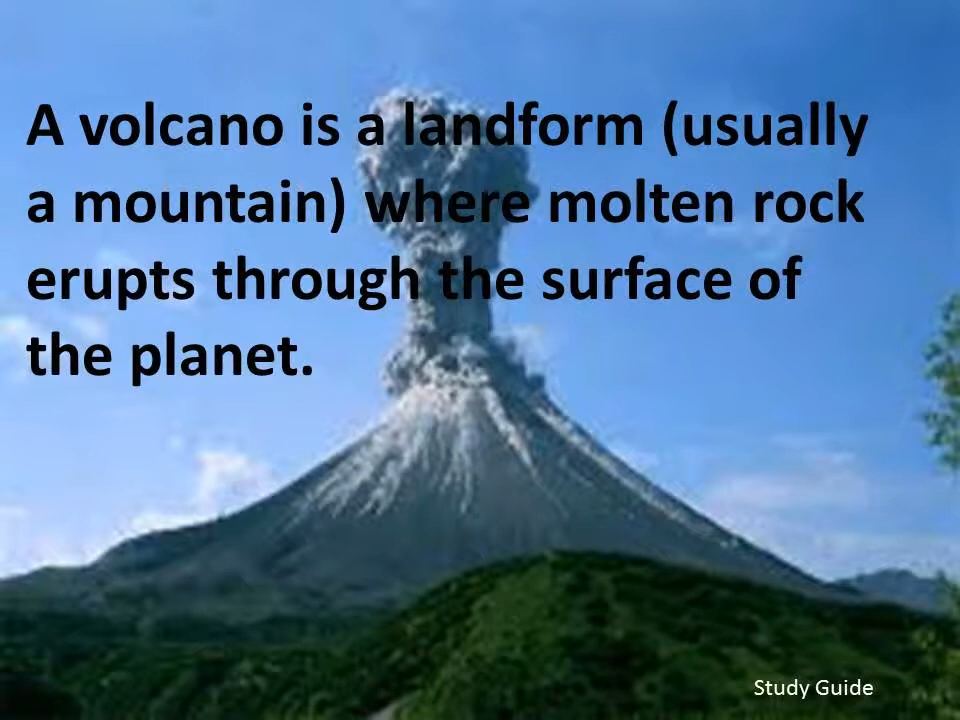 A volcano is a landform (usually
a mountain) where molten rock
erupts through the surface of
the planet.
Study Guide